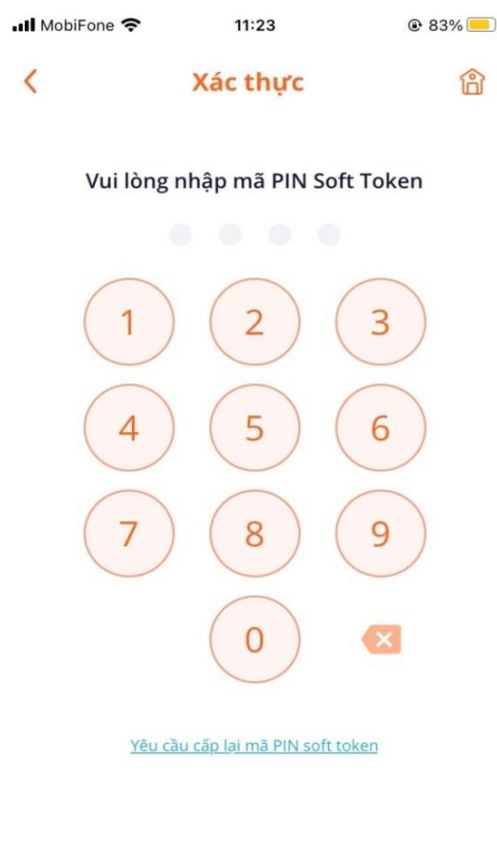 MobiFone 11:23 83%
Xác thực
Vui lòng nhập mã PIN Soft Token
1 2 3
4 5 6
7 8 9
0
Yêu cầu cấp lại mã PIN soft token